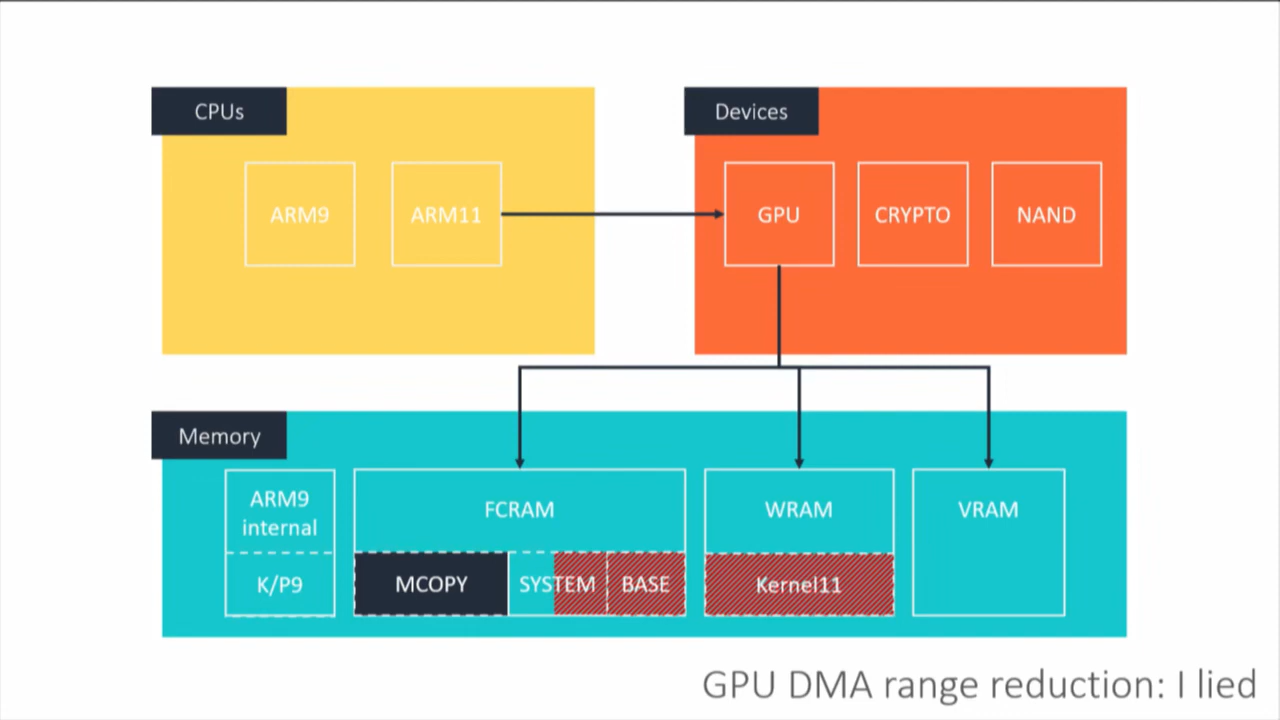 CPUs
Devices
ARM9
ARM11
GPU
CRYPTO
NAND
Memory
ARM9
internal
FCRAM
WRAM
VRAM
K/P9
MCOPY
SYSTEM
BASE
Kernel11
GPU DMA range reduction: I lied